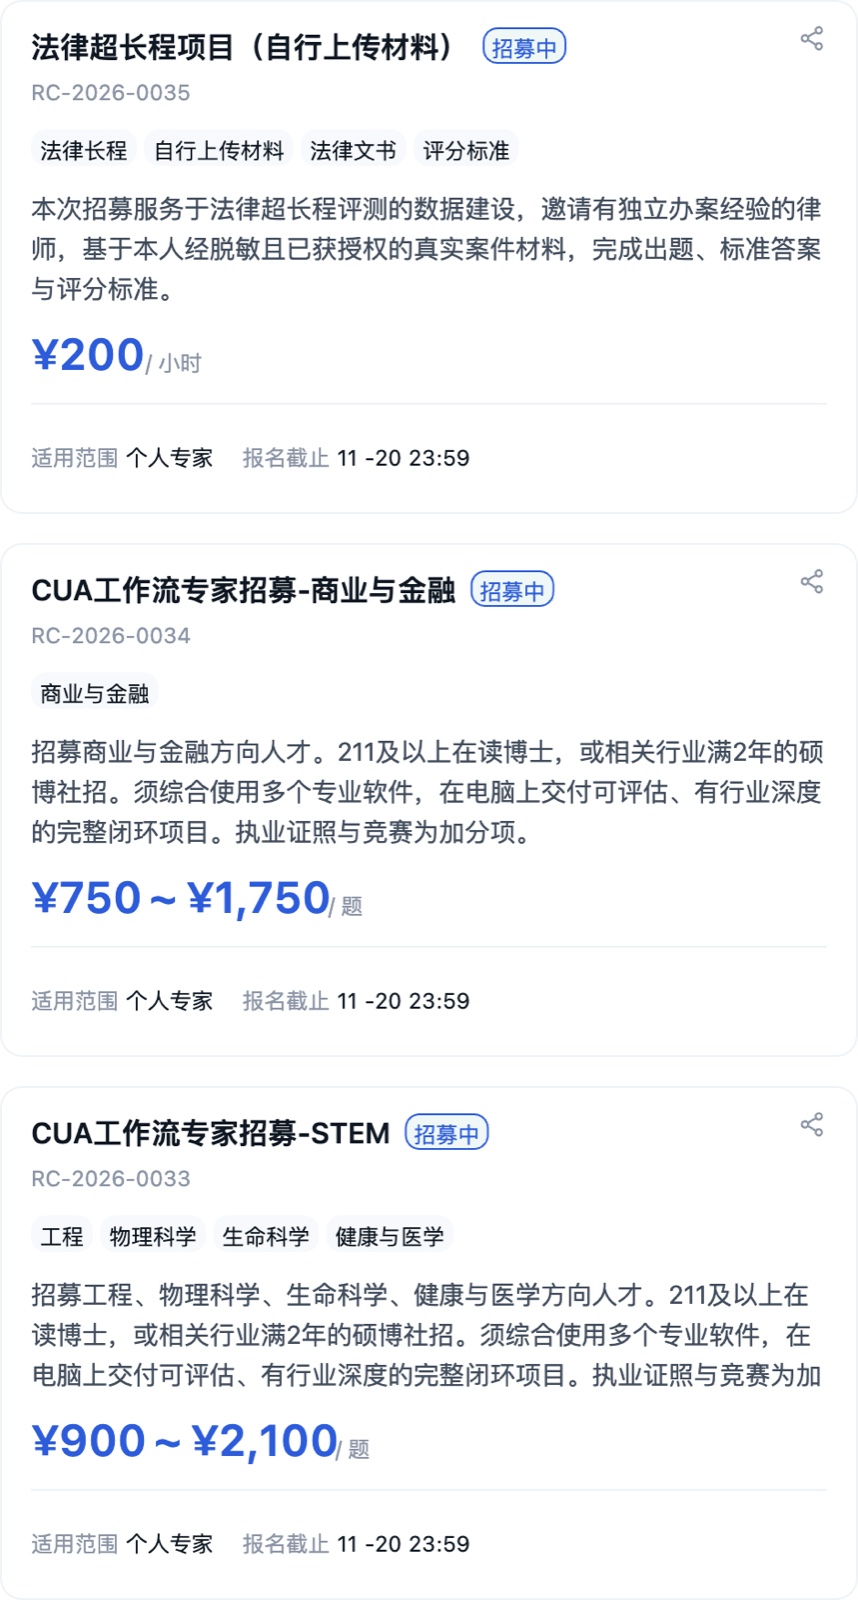 法律超长程项目（自行上传材料） 招募中
RC-2026-0035
法律长程 自行上传材料 法律文书 评分标准
本次招募服务于法律超长程评测的数据建设，邀请有独立办案经验的律
师，基于本人经脱敏且已获授权的真实案件材料，完成出题、标准答案
与评分标准。
¥200/ 小时
适用范围 个人专家 报名截止 11 -20 23:59
CUA工作流专家招募-商业与金融 招募中
RC-2026-0034
商业与金融
招募商业与金融方向人才。211及以上在读博士，或相关行业满2年的硕
博社招。须综合使用多个专业软件，在电脑上交付可评估、有行业深度
的完整闭环项目。执业证照与竞赛为加分项。
¥750 ~ ¥1,750/ 题
适用范围 个人专家 报名截止 11 -20 23:59
CUA工作流专家招募-STEM 招募中
RC-2026-0033
工程 物理科学 生命科学 健康与医学
招募工程、物理科学、生命科学、健康与医学方向人才。211及以上在
读博士，或相关行业满2年的硕博社招。须综合使用多个专业软件，在
电脑上交付可评估、有行业深度的完整闭环项目。执业证照与竞赛为加
¥900 ~ ¥2,100/ 题
适用范围 个人专家 报名截止 11 -20 23:59